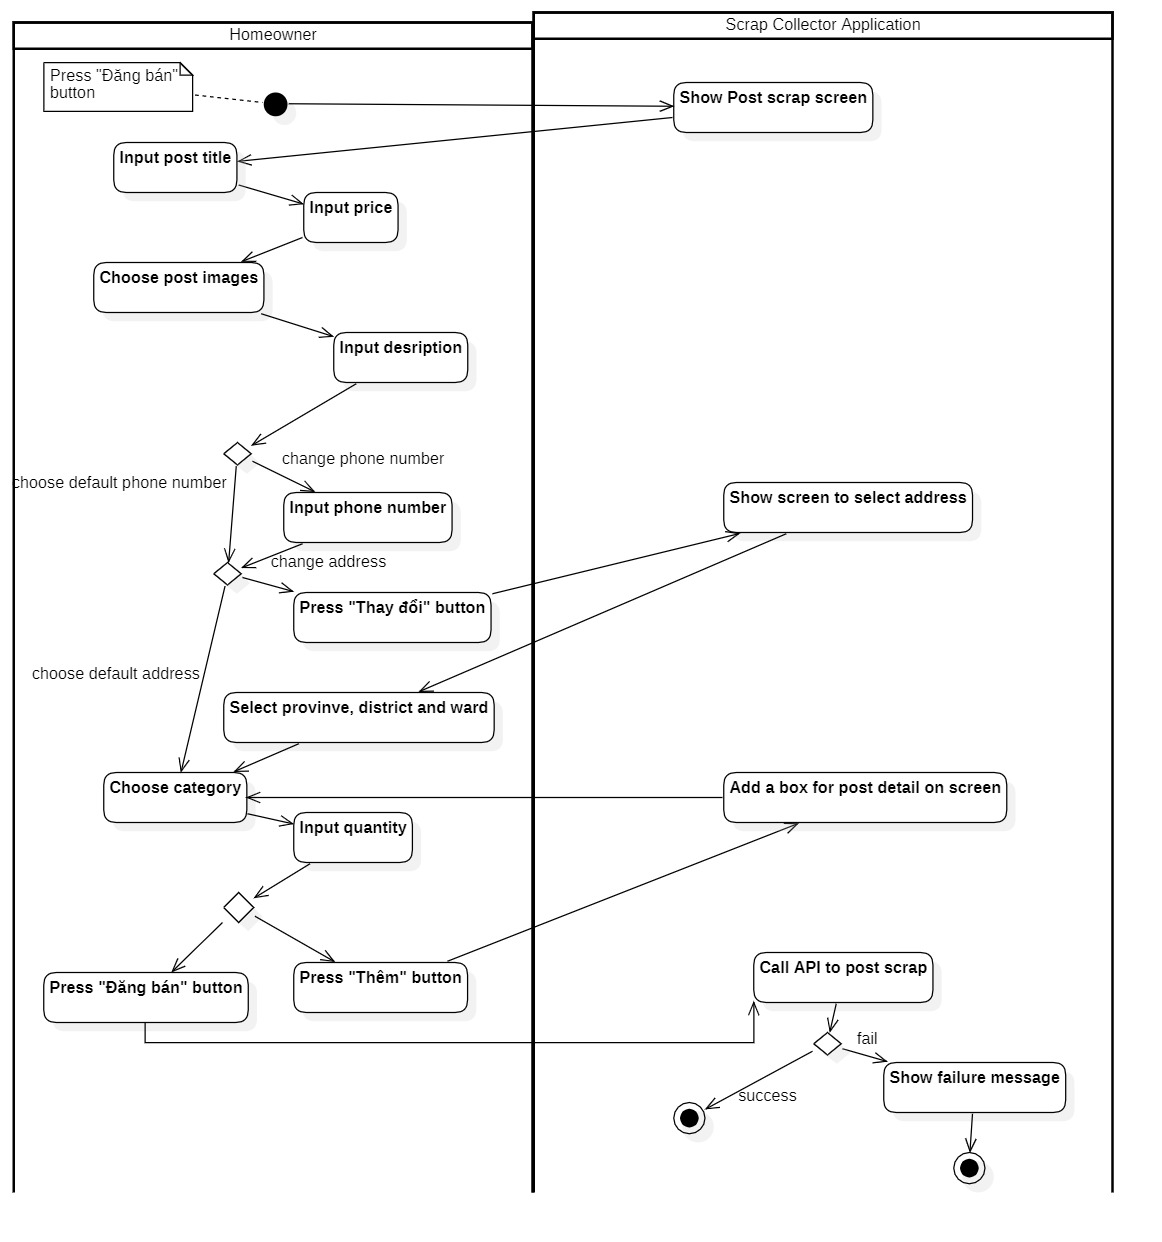 Homeowner
Scrap Collector Application
Press "Đăng bán"
button
Show Post scrap screen
Input post title
Input price
Choose post images
Input desription
change phone number
choose default phone number
Input phone number
Show screen to select address
change address
Press "Thay đổi" button
choose default address
Select provinve, district and ward
Choose category
Add a box for post detail on screen
Input quantity
Press "Đăng bán" button
Press "Thêm" button
Call API to post scrap
fail
Show failure message
success